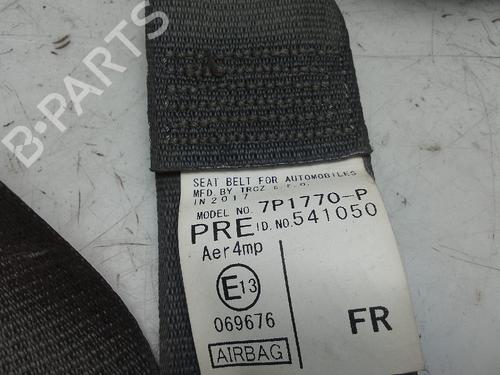 B-PARTS
SEAT BELT FOR AUTOMOBILES
MFD. BY TRCZ s.r.o.
IN 2017
MODEL NO. 7P1770-P
PRE I.D. NO. 541050
Aer4mp
E13
069676
FR
AIRBAG